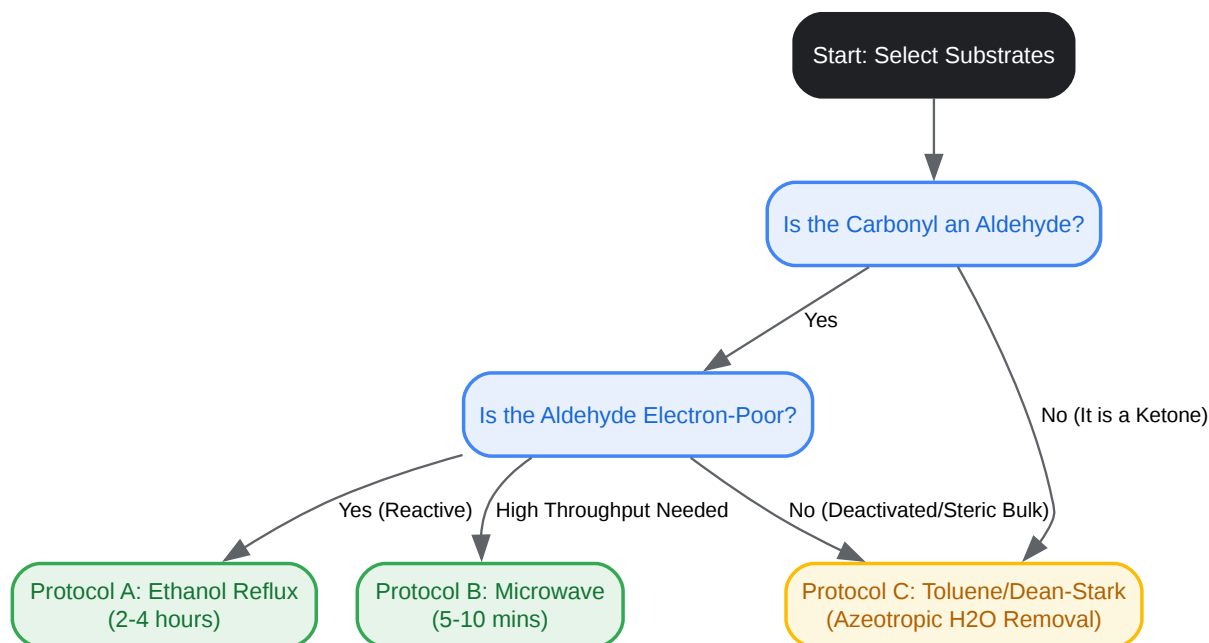 Start: Select Substrates
Is the Carbonyl an Aldehyde?
Yes
Is the Aldehyde Electron-Poor?
No (It is a Ketone)
Yes (Reactive)
High Throughput Needed
No (Deactivated/Steric Bulk)
Protocol A: Ethanol Reflux
(2-4 hours)
Protocol B: Microwave
(5-10 mins)
Protocol C: Toluene/Dean-Stark
(Azeotropic H2O Removal)